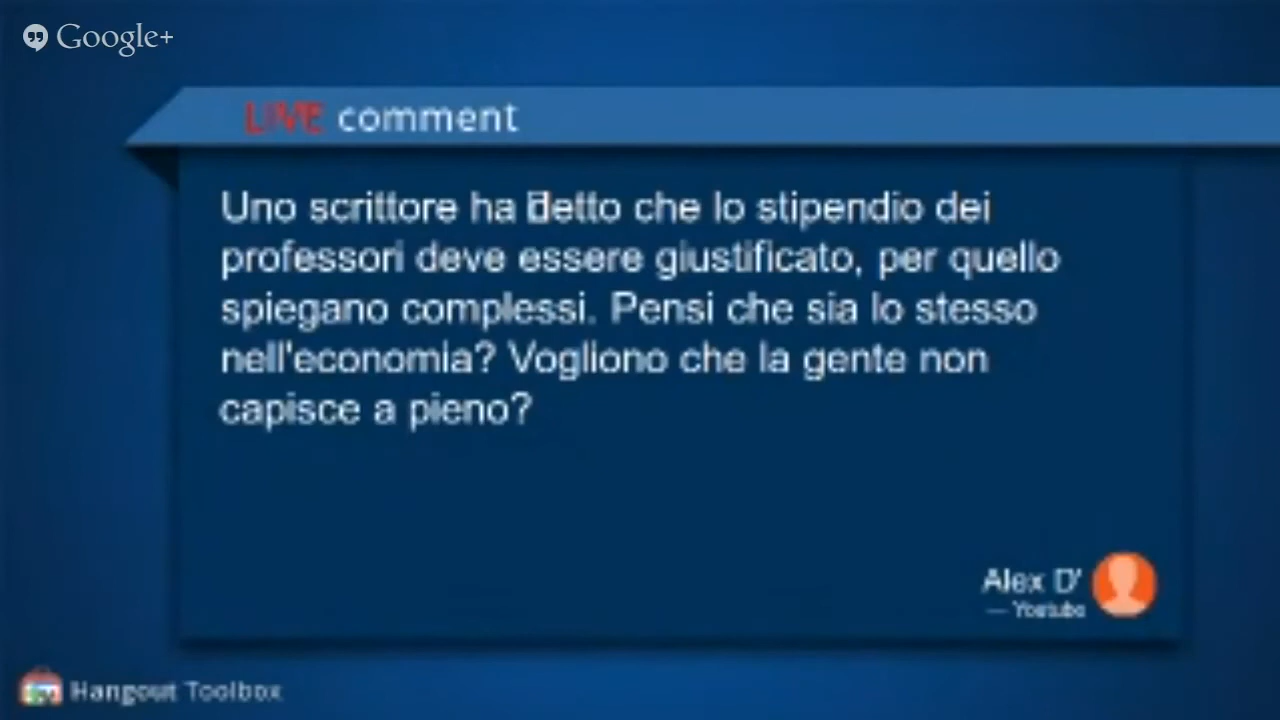 Google+
LIVE comment
Uno scrittore ha detto che lo stipendio dei
professori deve essere giustificato, per quello
spiegano complessi. Pensi che sia lo stesso
nell'economia? Vogliono che la gente non
capisce a pieno?
Alex D'
— Youtube
Hangout Toolbox